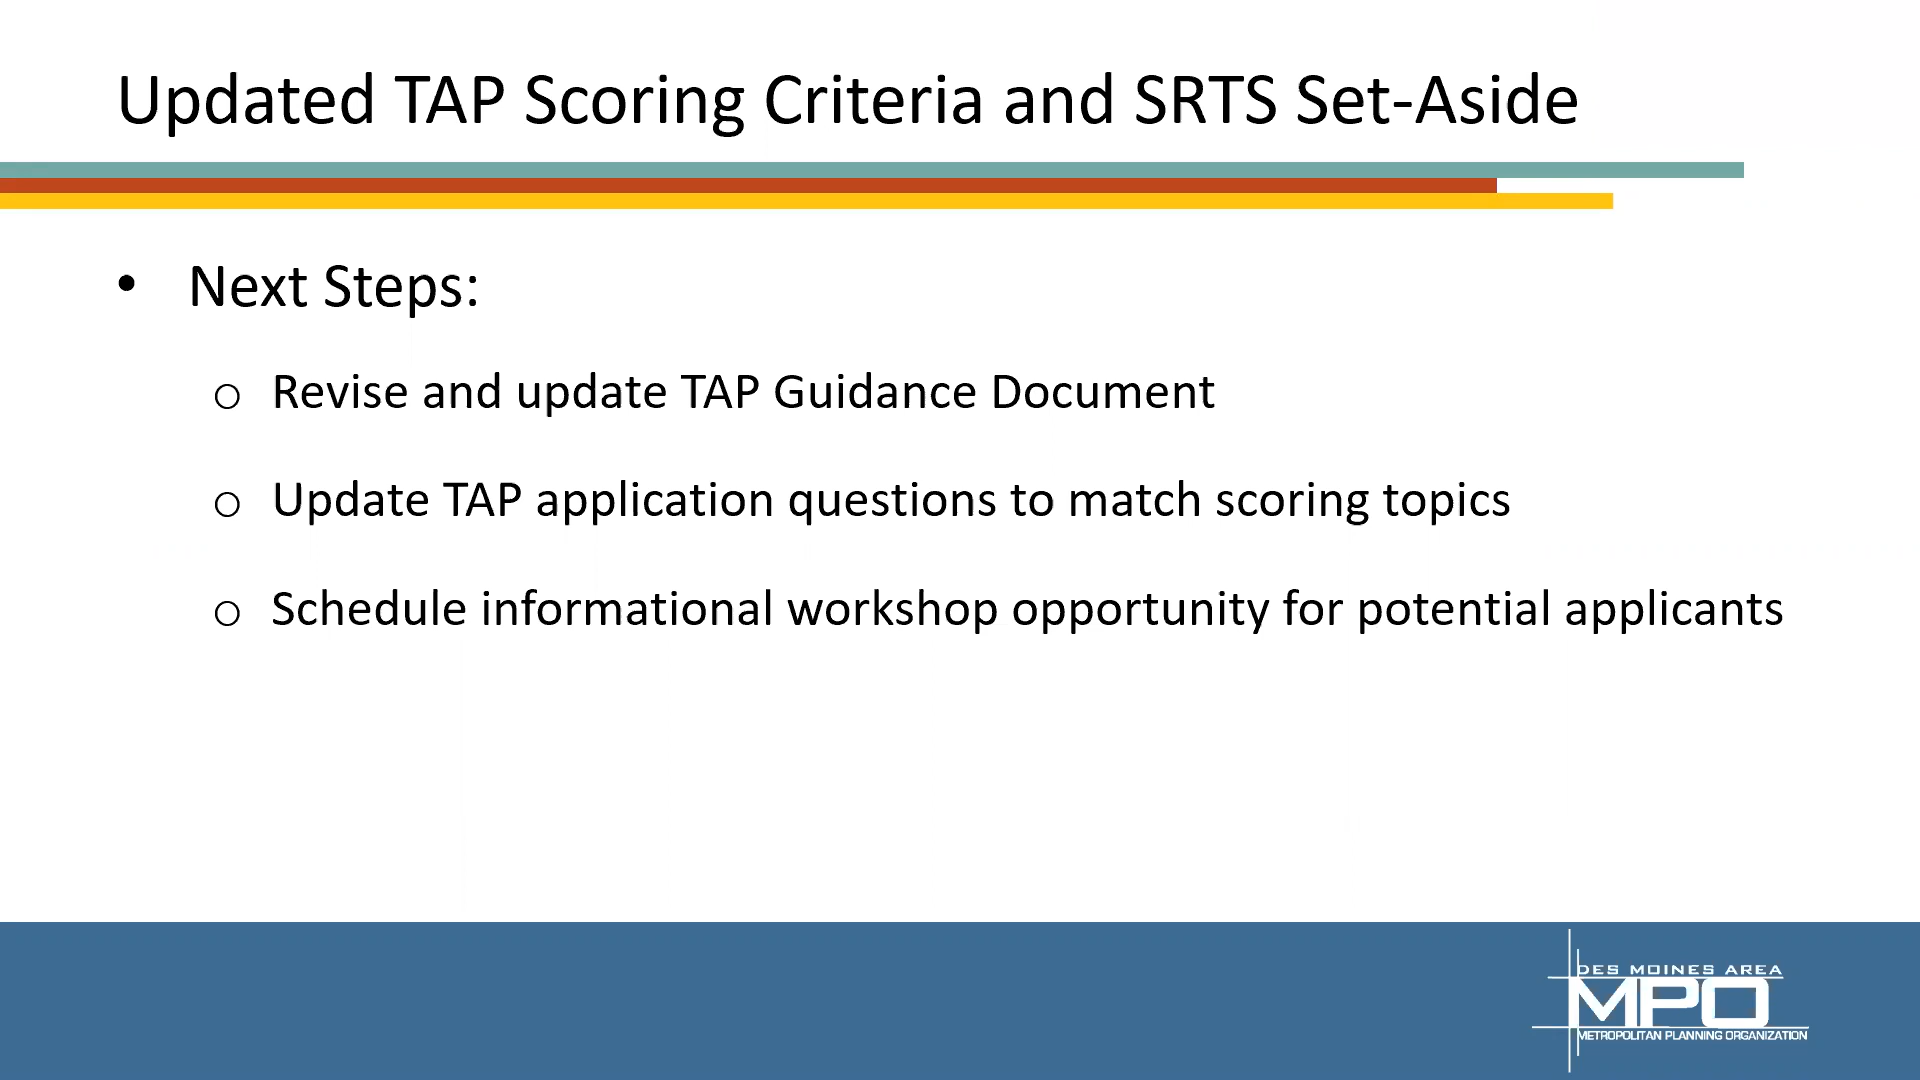 Updated TAP Scoring Criteria and SRTS Set-Aside
• Next Steps:
o Revise and update TAP Guidance Document
o Update TAP application questions to match scoring topics
o Schedule informational workshop opportunity for potential applicants
DES MOINES AREA
MPO
METROPOLITAN PLANNING ORGANIZATION